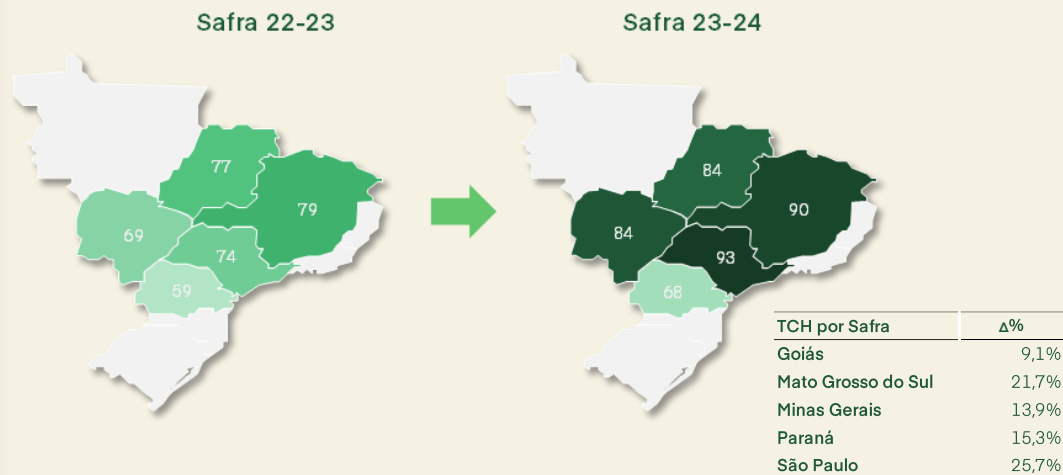 Safra 22-23
77
79
69
74
59
Safra 23-24
84
90
84
93
68
TCH por Safra Δ%
Goiás 9,1%
Mato Grosso do Sul 21,7%
Minas Gerais 13,9%
Paraná 15,3%
São Paulo 25,7%